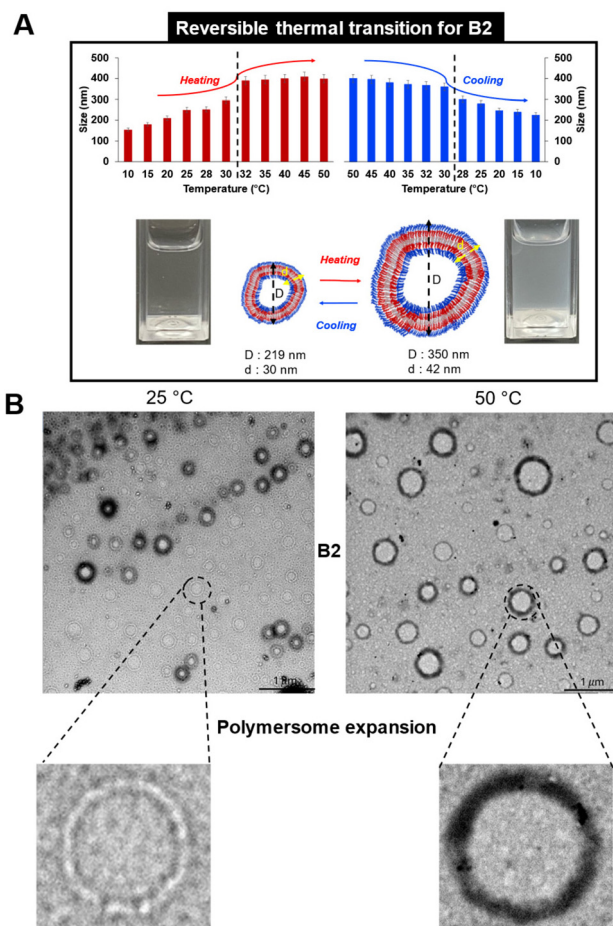 A
Reversible thermal transition for B2
Heating
Cooling
Size (nm)
500
400
300
200
100
0
10 15 20 25 28 30 32 35 40 45 50
Temperature (°C)
50 45 40 35 32 30 28 25 20 15 10
Temperature (°C)
500
400
300
200
100
0
Size (nm)
d
D
Heating
Cooling
d
D
D : 219 nm
d : 30 nm
D : 350 nm
d : 42 nm
B
25 °C
50 °C
B2
1 μm
1 μm
Polymersome expansion